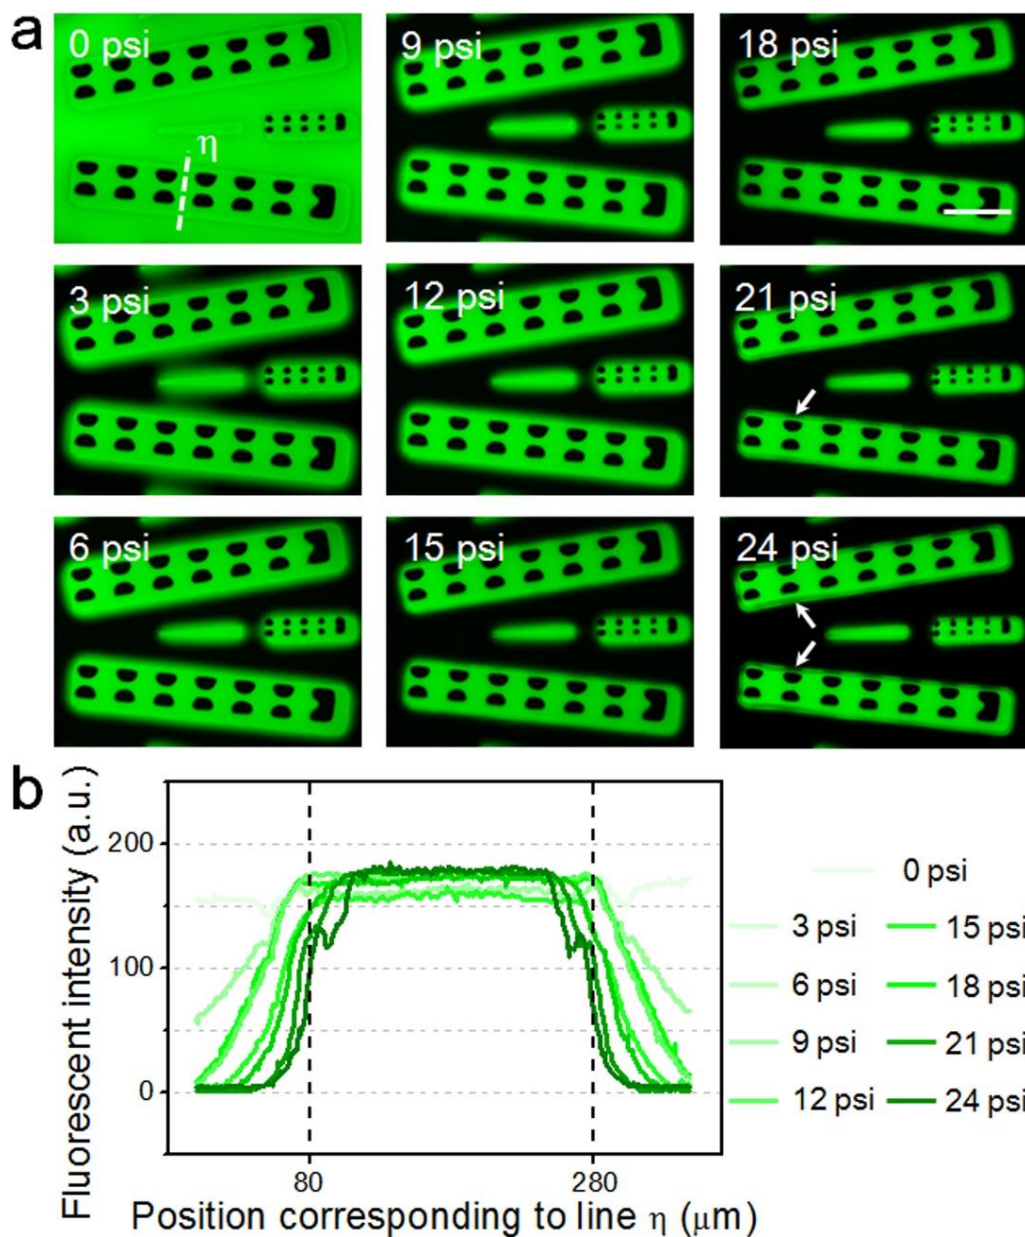 a
0 psi
9 psi
18 psi
η
3 psi
12 psi
21 psi
6 psi
15 psi
24 psi
b
Fluorescent intensity (a.u.)
200
100
0
80
280
Position corresponding to line η (μm)
0 psi
3 psi
15 psi
6 psi
18 psi
9 psi
21 psi
12 psi
24 psi